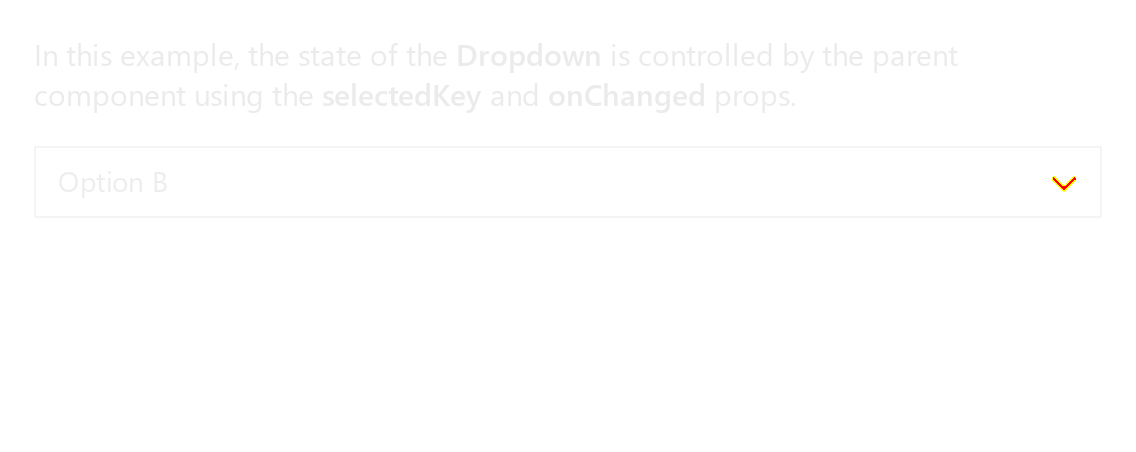 In this example, the state of the Dropdown is controlled by the parent
component using the selectedKey and onChanged props.
Option B